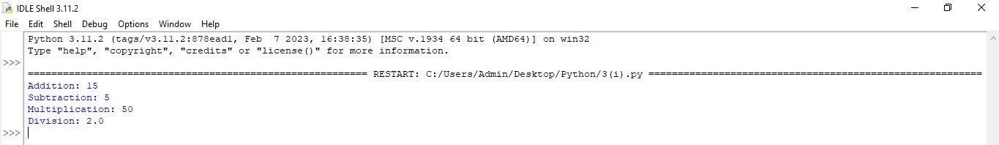 IDLE Shell 3.11.2
File Edit Shell Debug Options Window Help
Python 3.11.2 (tags/v3.11.2:878ead1, Feb  7 2023, 16:38:35) [MSC v.1934 64 bit (AMD64)] on win32
Type "help", "copyright", "credits" or "license()" for more information.
>>>
========================================================== RESTART: C:/Users/Admin/Desktop/Python/3(i).py =========================================================
Addition: 15
Subtraction: 5
Multiplication: 50
Division: 2.0
>>>